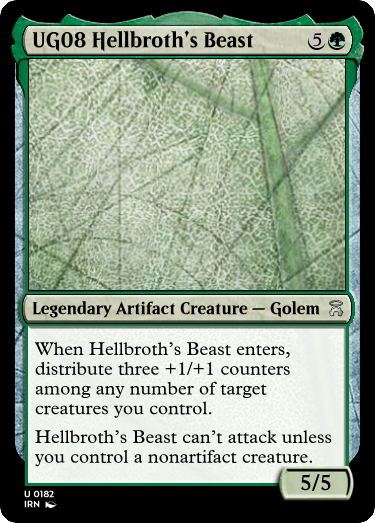 UG08 Hellbroth's Beast 5
Legendary Artifact Creature — Golem
When Hellbroth's Beast enters,
distribute three +1/+1 counters
among any number of target
creatures you control.
Hellbroth's Beast can't attack unless
you control a nonartifact creature.
5/5
U 0182
IRN